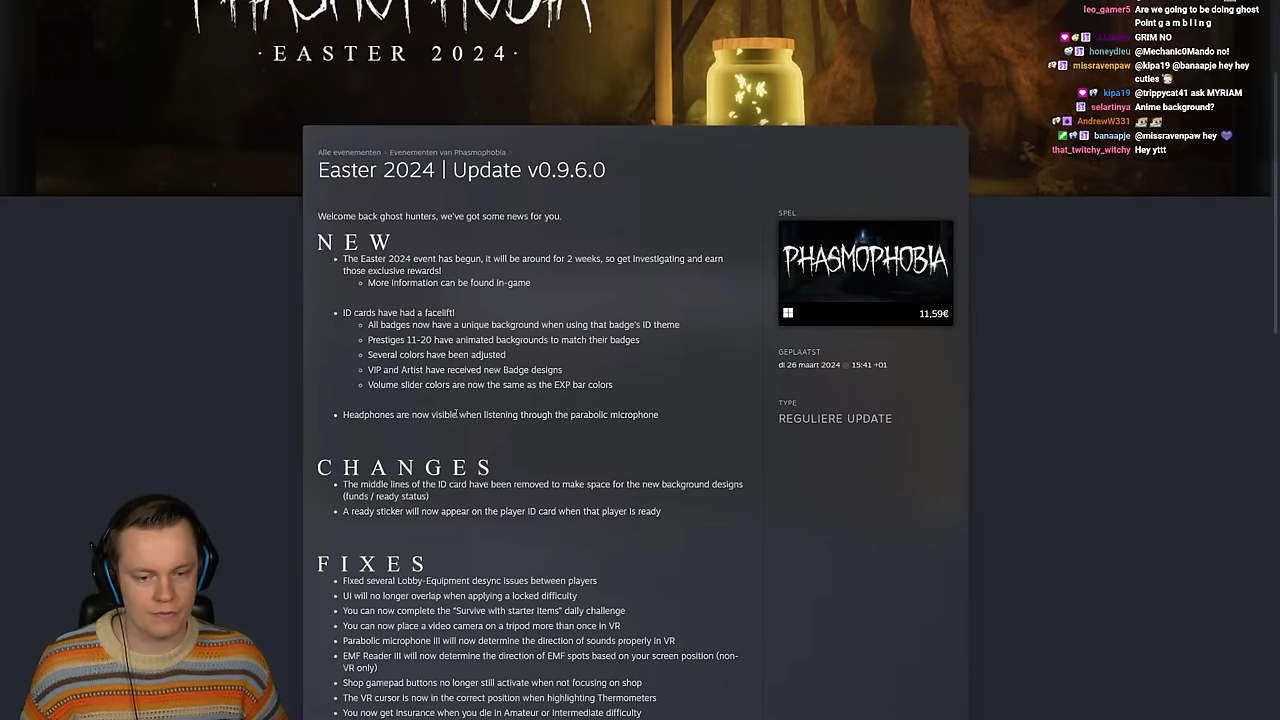 PHASMOPHOBIA
· EASTER 2024 ·
leo_gamer5 Are we going to be doing ghost
Point g a m b l I n g
GRIM NO
honeydieu @Mechanic0Mando no!
missravenpaw @kipa19 @banaapje hey hey
cuties
kipa19 @trippycat41 ask MYRIAM
selartinya Anime background?
AndrewW331
banaapje @missravenpaw hey 💜
that_twitchy_witchy Hey yttt
Alle evenementen > Evenementen van Phasmophobia >
Easter 2024 | Update v0.9.6.0
Welcome back ghost hunters, we've got some news for you.
NEW
• The Easter 2024 event has begun, it will be around for 2 weeks, so get investigating and earn
those exclusive rewards!
◦ More information can be found in-game
• ID cards have had a facelift!
◦ All badges now have a unique background when using that badge's ID theme
◦ Prestiges 11-20 have animated backgrounds to match their badges
◦ Several colors have been adjusted
◦ VIP and Artist have received new Badge designs
◦ Volume slider colors are now the same as the EXP bar colors
• Headphones are now visible when listening through the parabolic microphone
CHANGES
• The middle lines of the ID card have been removed to make space for the new background designs
(funds / ready status)
• A ready sticker will now appear on the player ID card when that player is ready
FIXES
• Fixed several Lobby-Equipment desync issues between players
• UI will no longer overlap when applying a locked difficulty
• You can now complete the "Survive with starter items" daily challenge
• You can now place a video camera on a tripod more than once in VR
• Parabolic microphone III will now determine the direction of sounds properly in VR
• EMF Reader III will now determine the direction of EMF spots based on your screen position (non-
VR only)
• Shop gamepad buttons no longer still activate when not focusing on shop
• The VR cursor is now in the correct position when highlighting Thermometers
• You now get insurance when you die in Amateur or Intermediate difficulty
SPEL
PHASMOPHOBIA
11,59€
GEPLAATST
di 26 maart 2024 @ 15:41 +01
TYPE
REGULIERE UPDATE